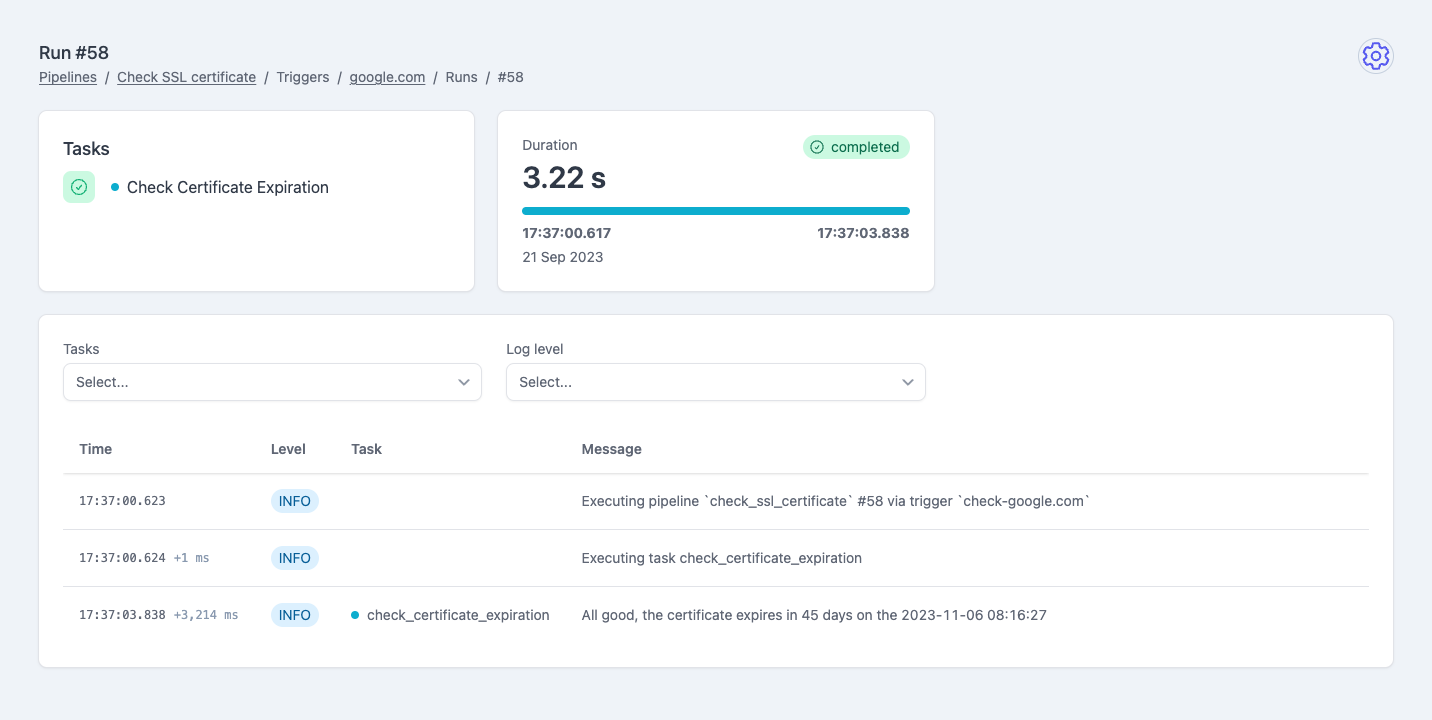 Run #58
Pipelines / Check SSL certificate / Triggers / google.com / Runs / #58
Tasks
Check Certificate Expiration
Duration
completed
3.22 s
17:37:00.617 17:37:03.838
21 Sep 2023
Tasks Log level
Select... Select...
Time Level Task Message
17:37:00.623 INFO Executing pipeline `check_ssl_certificate` #58 via trigger `check-google.com`
17:37:00.624 +1 ms INFO Executing task check_certificate_expiration
17:37:03.838 +3,214 ms INFO check_certificate_expiration All good, the certificate expires in 45 days on the 2023-11-06 08:16:27